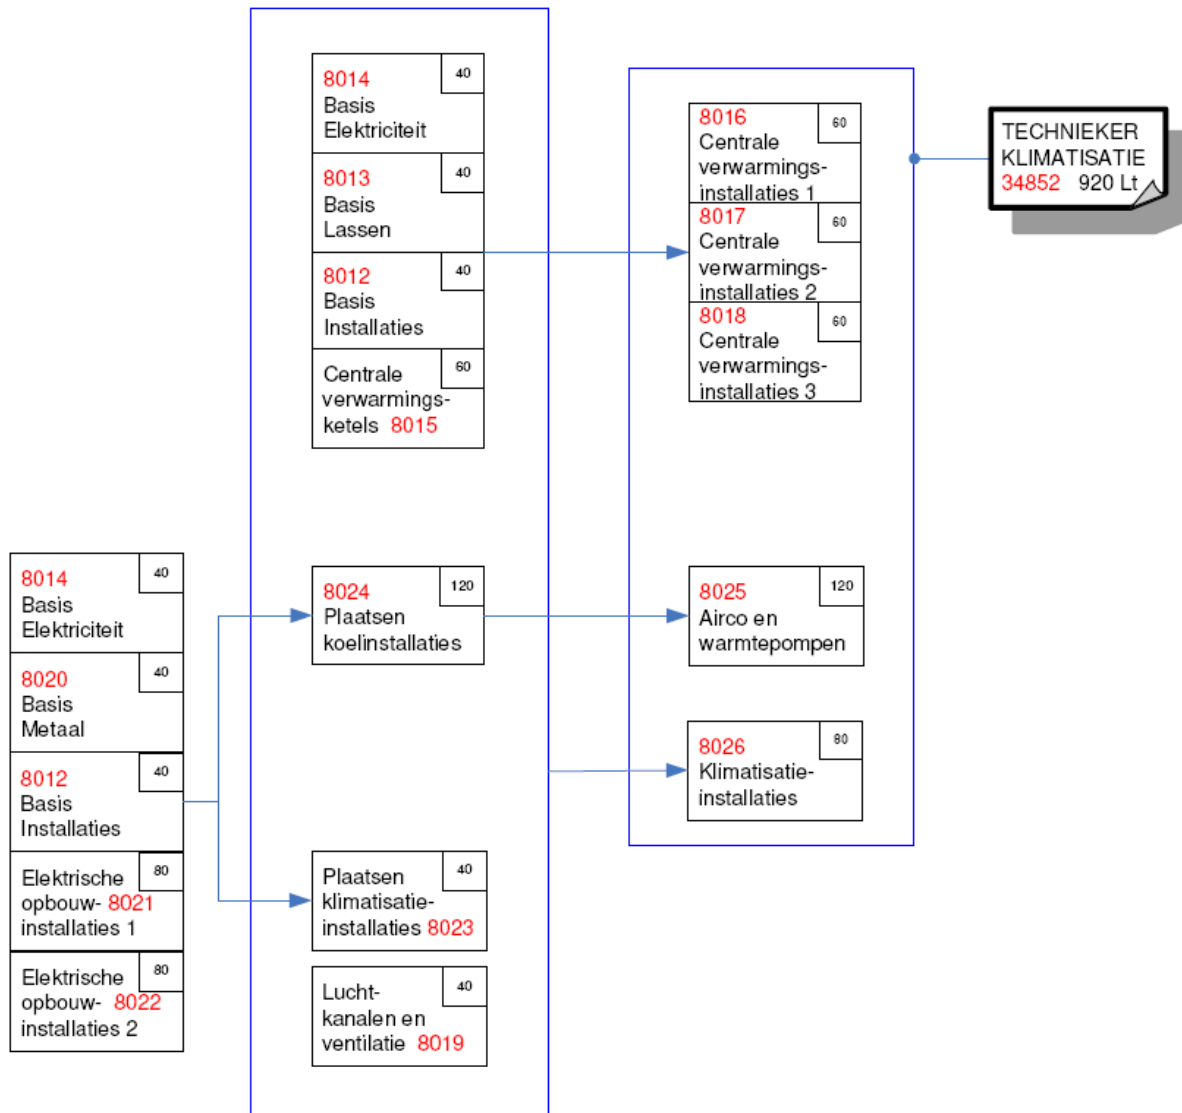 8014 40
Basis
Elektriciteit
8020 40
Basis
Metaal
8012 40
Basis
Installaties
Elektrische 80
opbouw- 8021
installaties 1
Elektrische 80
opbouw- 8022
installaties 2
8014 40
Basis
Elektriciteit
8013 40
Basis
Lassen
8012 40
Basis
Installaties
Centrale 60
verwarmings-
ketels 8015
8024 120
Plaatsen
koelinstallaties
Plaatsen 40
klimatisatie-
installaties 8023
Lucht- 40
kanalen en
ventilatie 8019
8016 60
Centrale
verwarmings-
installaties 1
8017 60
Centrale
verwarmings-
installaties 2
8018 60
Centrale
verwarmings-
installaties 3
8025 120
Airco en
warmtepompen
8026 80
Klimatisatie-
installaties
TECHNIEKER
KLIMATISATIE
34852 920 Lt